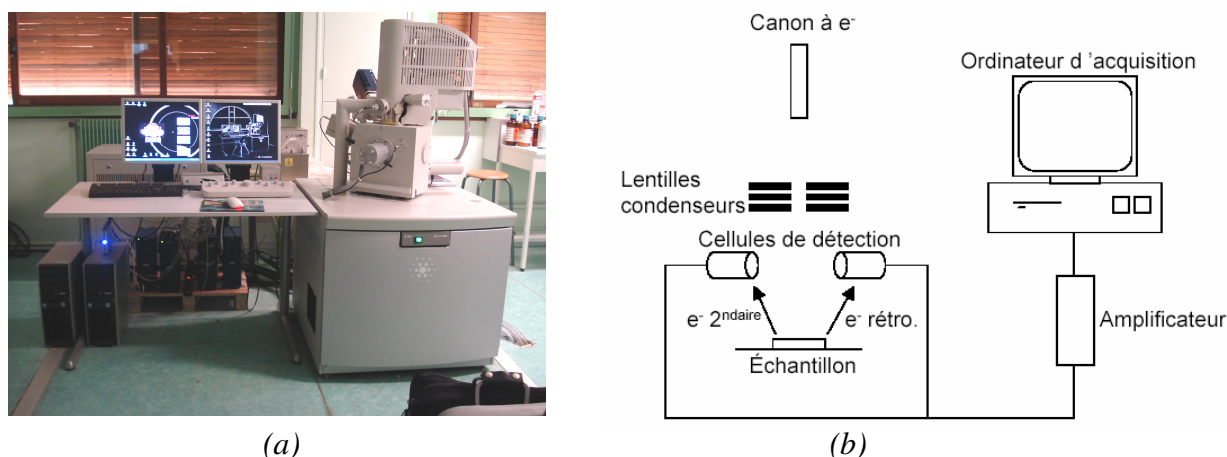 Canon à e-
Ordinateur d 'acquisition
Lentilles
condenseurs
Cellules de détection
e- 2ndaire
e- rétro.
Amplificateur
Échantillon
(a)
(b)